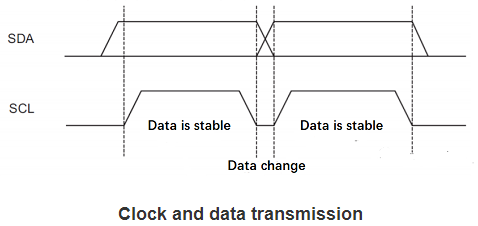 SDA
SCL
Data is stable
Data is stable
Data change
Clock and data transmission